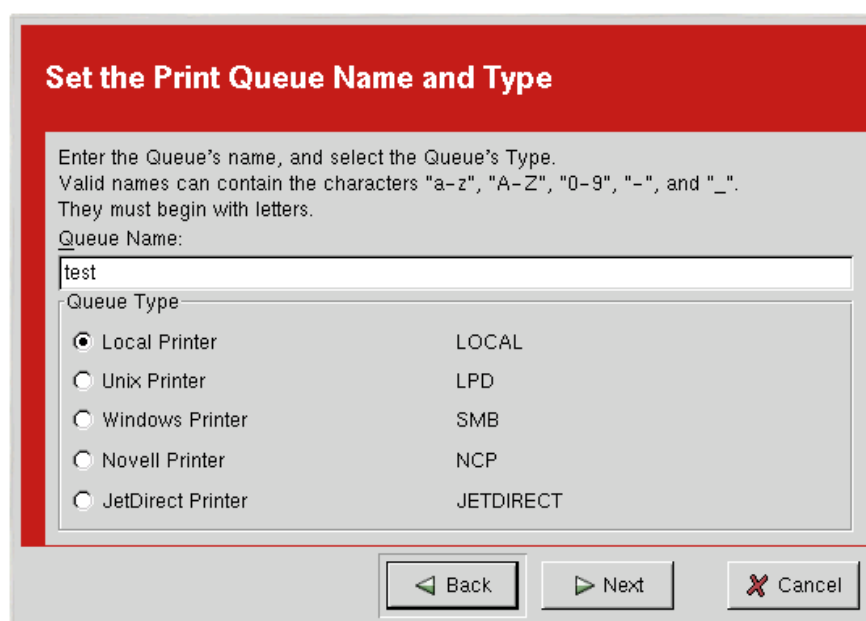 Set the Print Queue Name and Type
Enter the Queue's name, and select the Queue's Type.
Valid names can contain the characters "a-z", "A-Z", "0-9", "-", and "_".
They must begin with letters.
Queue Name:
test
Queue Type
Local Printer LOCAL
Unix Printer LPD
Windows Printer SMB
Novell Printer NCP
JetDirect Printer JETDIRECT
Back Next Cancel